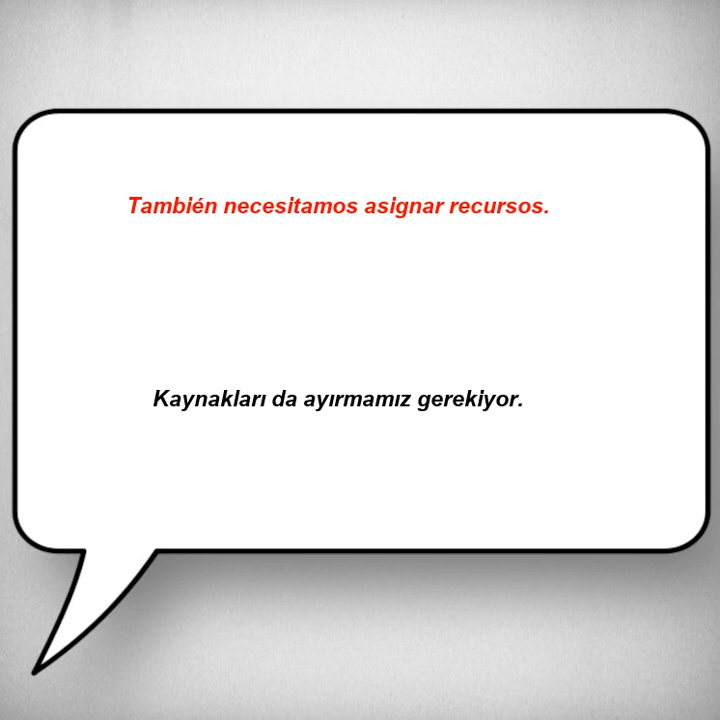 También necesitamos asignar recursos.
Kaynakları da ayırmamız gerekiyor.